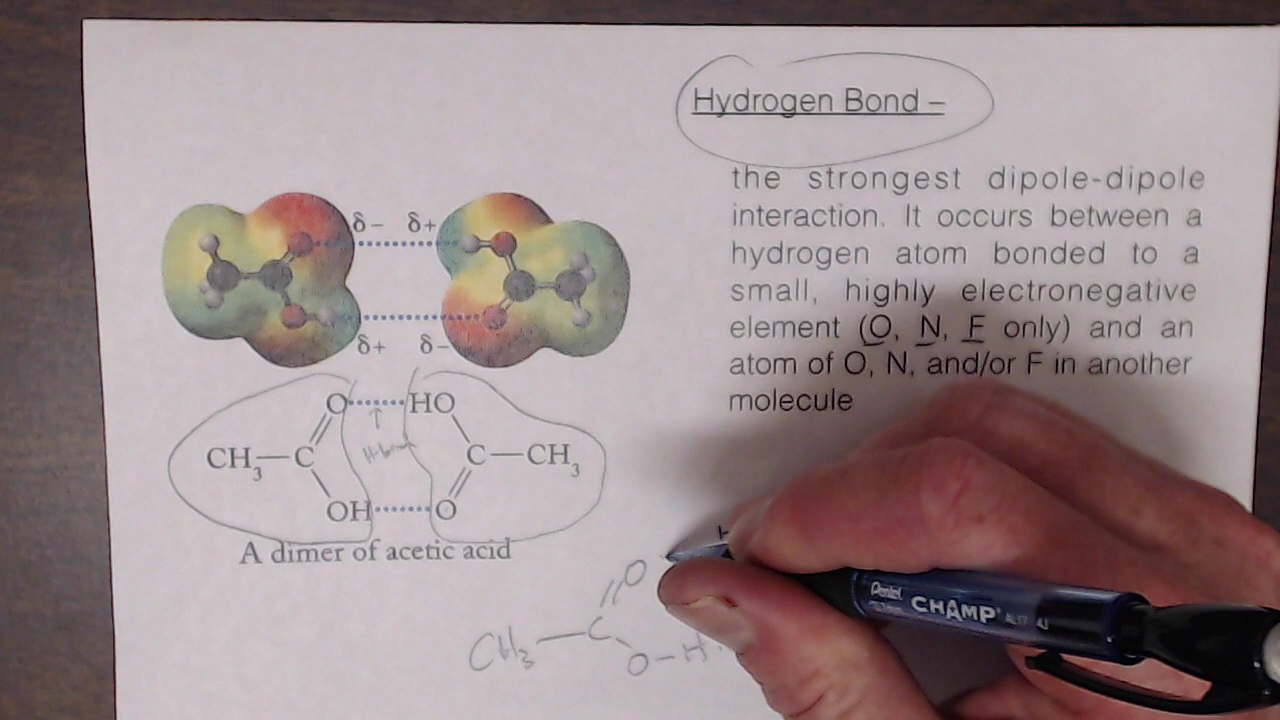 Hydrogen Bond –
the strongest dipole-dipole
interaction. It occurs between a
hydrogen atom bonded to a
small, highly electronegative
element (O, N, F only) and an
atom of O, N, and/or F in another
molecule
δ– δ+
δ+ δ–
O HO
H-bond
CH₃—C C—CH₃
OH O
A dimer of acetic acid
O
CH₃—C
O—H
Pentel CHAMP